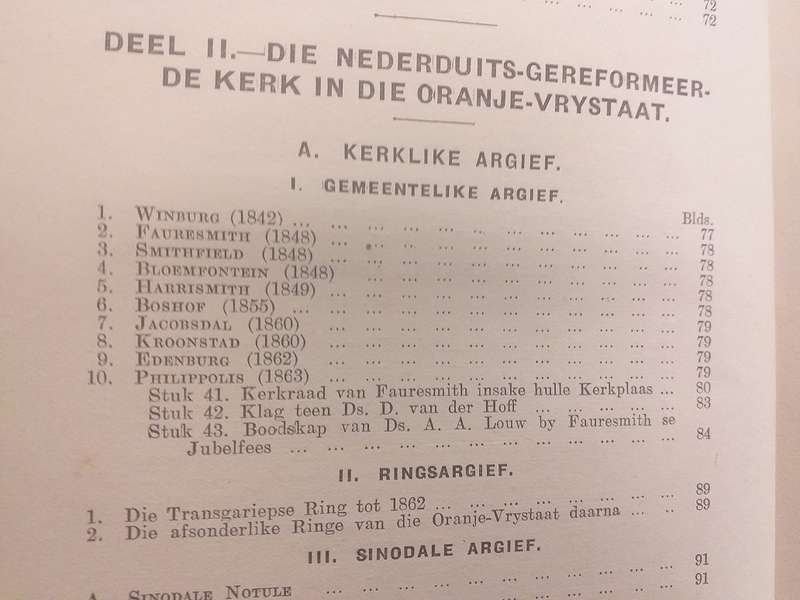 72
72
DEEL II.—DIE NEDERDUITS-GEREFORMEER-
DE KERK IN DIE ORANJE-VRYSTAAT.
A. KERKLIKE ARGIEF.
I. GEMEENTELIKE ARGIEF.
Blds.
1. WINBURG (1842) ... ... ... ... ... ... ... ... ... ... ... 77
2. FAURESMITH (1848) ... ... ... ... ... ... ... ... ... ... 78
3. SMITHFIELD (1848) ... ... ... ... ... ... ... ... ... ... 78
4. BLOEMFONTEIN (1848) ... ... ... ... ... ... ... ... ... 78
5. HARRISMITH (1849) ... ... ... ... ... ... ... ... ... ... 78
6. BOSHOF (1855) ... ... ... ... ... ... ... ... ... ... ... 78
7. JACOBSDAL (1860) ... ... ... ... ... ... ... ... ... ... 79
8. KROONSTAD (1860) ... ... ... ... ... ... ... ... ... ... 79
9. EDENBURG (1862) ... ... ... ... ... ... ... ... ... ... 79
10. PHILIPPOLIS (1863) ... ... ... ... ... ... ... ... ... ... 79
Stuk 41. Kerkraad van Fauresmith insake hulle Kerkplaas ... 80
Stuk 42. Klag teen Ds. D. van der Hoff ... ... ... ... 83
Stuk 43. Boodskap van Ds. A. A. Louw by Fauresmith se
Jubelfees ... ... ... ... ... ... ... ... ... ... 84
II. RINGSARGIEF.
1. Die Transgariepse Ring tot 1862 ... ... ... ... ... ... 89
2. Die afsonderlike Ringe van die Oranje-Vrystaat daarna ... .. 89
III. SINODALE ARGIEF.
91
A. SINODALE NOTULE ... ... ... ... ... ... ... ... ... 91